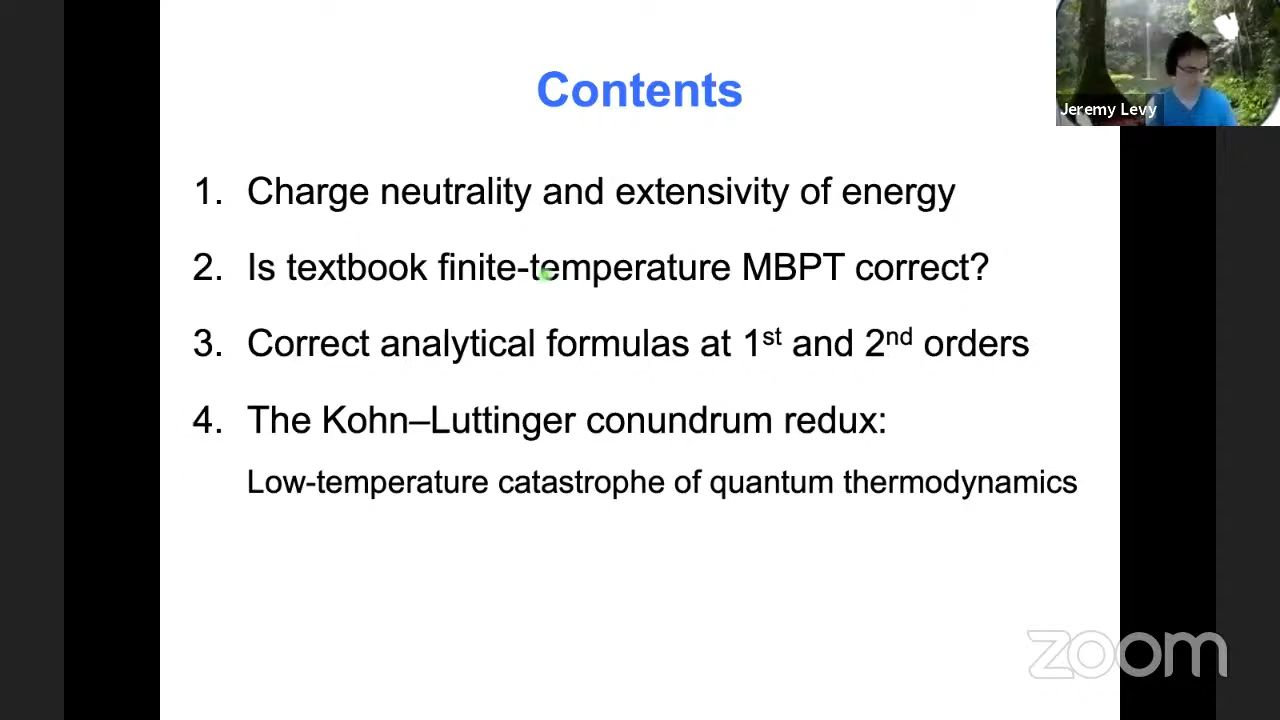 Contents
Jeremy Levy
1. Charge neutrality and extensivity of energy
2. Is textbook finite-temperature MBPT correct?
3. Correct analytical formulas at 1st and 2nd orders
4. The Kohn–Luttinger conundrum redux:
Low-temperature catastrophe of quantum thermodynamics
zoom